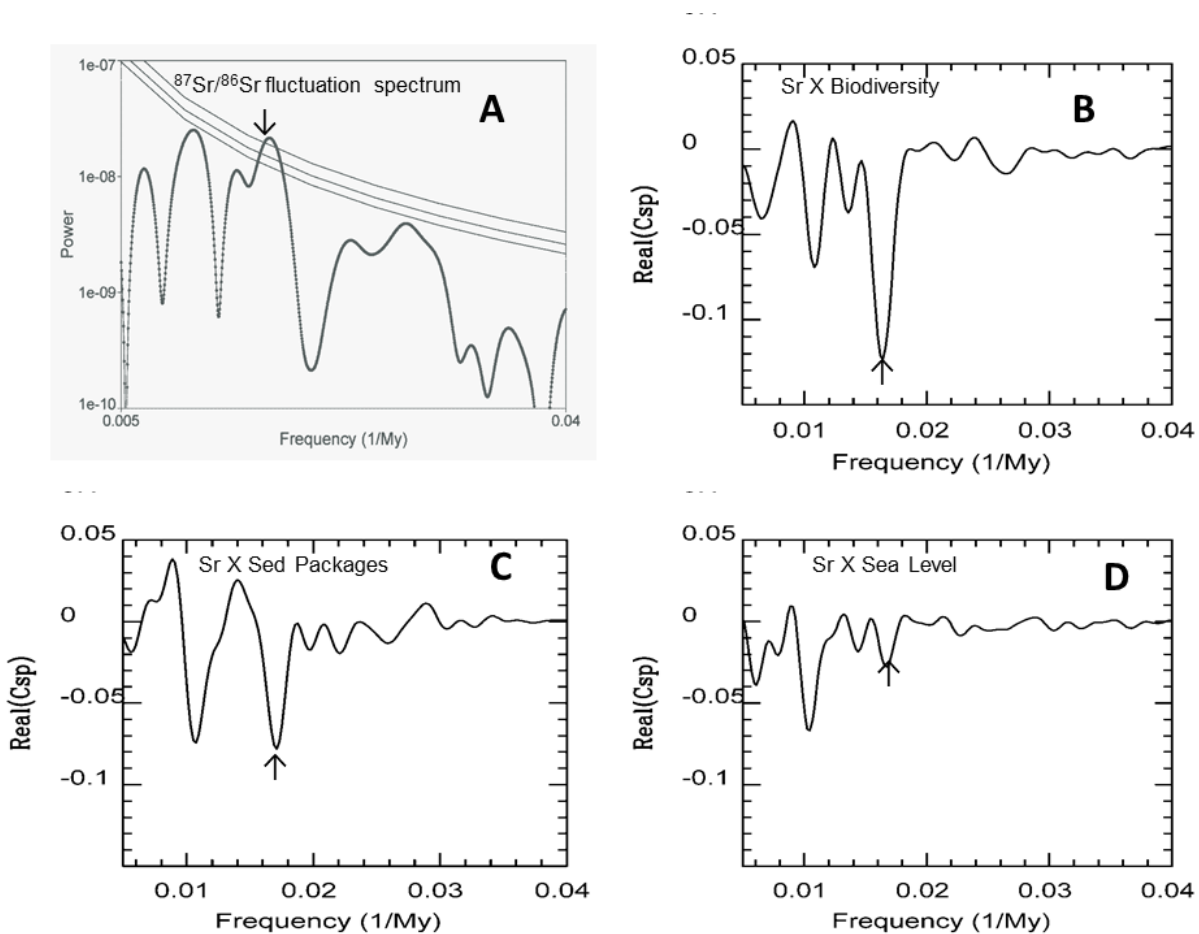 1e-07
⁸⁷Sr/⁸⁶Sr fluctuation spectrum
A
1e-08
Power
1e-09
1e-10
0.005
0.04
Frequency (1/My)
0.05
Sr X Biodiversity
B
0
Real(Csp)
-0.05
-0.1
0.01 0.02 0.03 0.04
Frequency (1/My)
0.05
Sr X Sed Packages
C
0
Real(Csp)
-0.05
-0.1
0.01 0.02 0.03 0.04
Frequency (1/My)
0.05
Sr X Sea Level
D
0
Real(Csp)
-0.05
-0.1
0.01 0.02 0.03 0.04
Frequency (1/My)